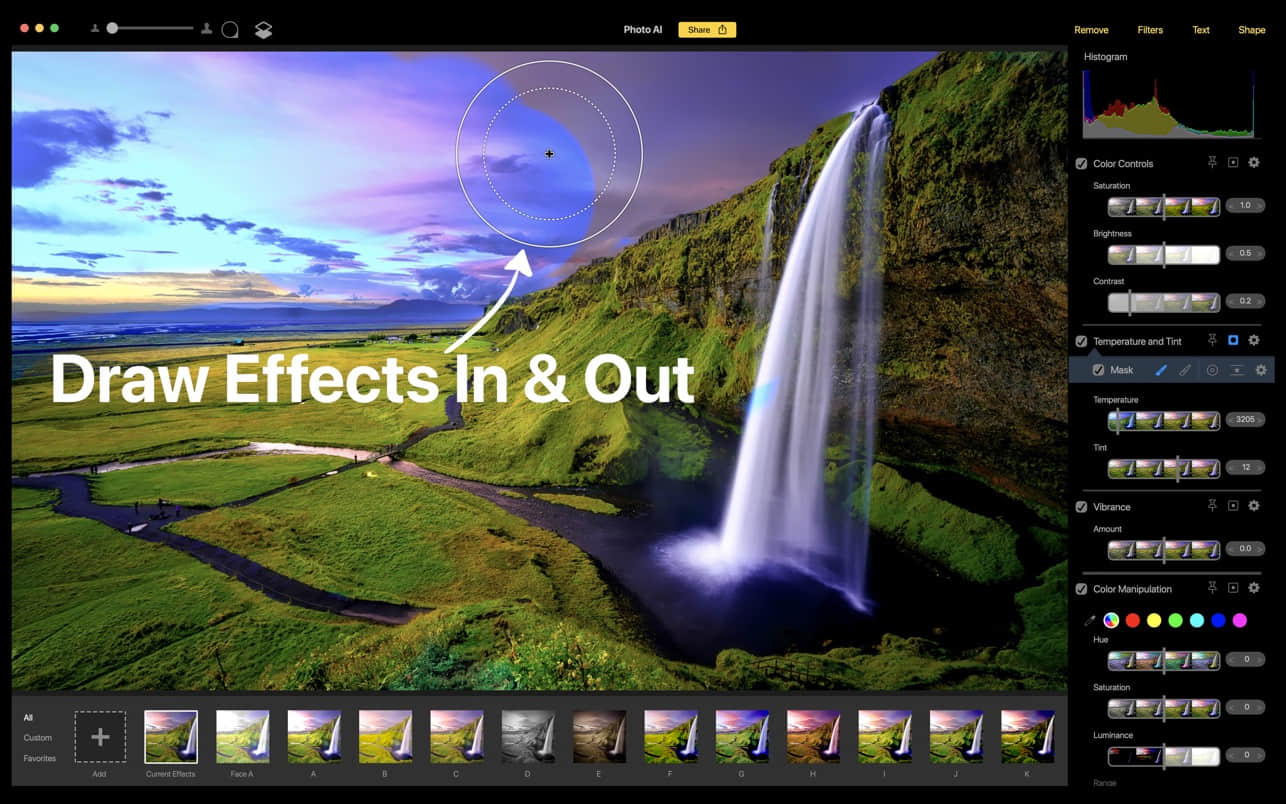 Photo AI
Share
Remove
Filters
Text
Shape
Histogram
Color Controls
Saturation
1.0
Brightness
0.5
Contrast
0.2
Temperature and Tint
Mask
Temperature
3205
Tint
12
Vibrance
Amount
0.0
Color Manipulation
Hue
0
Saturation
0
Luminance
0
Range
Draw Effects In & Out
All
Custom
Favorites
Add
Current Effects
Face A
A
B
C
D
E
F
G
H
I
J
K